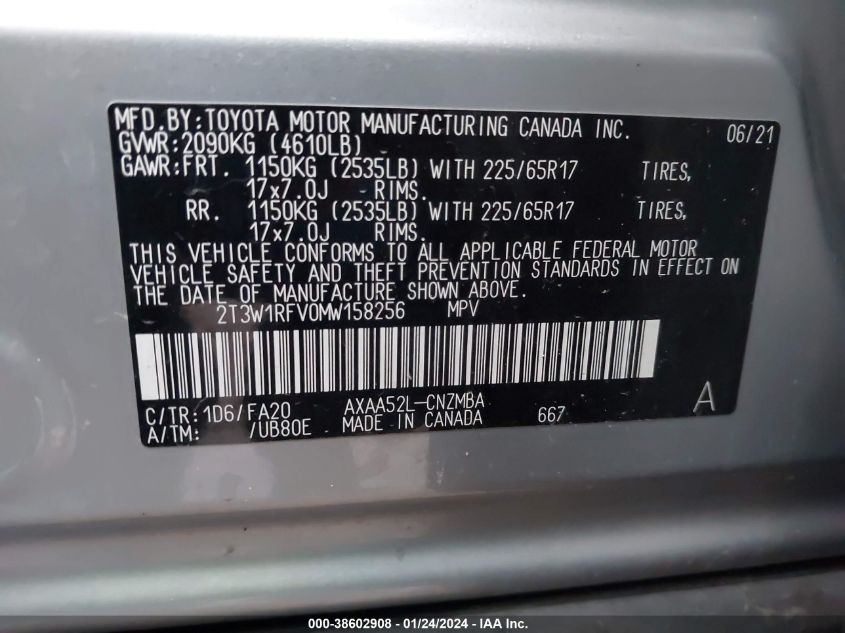 MFD.BY:TOYOTA MOTOR MANUFACTURING CANADA INC. 06/21
GVWR:2090KG (4610LB)
GAWR:FRT. 1150KG (2535LB) WITH 225/65R17 TIRES,
17x7.0J RIMS.
RR. 1150KG (2535LB) WITH 225/65R17 TIRES,
17x7.0J RIMS.
THIS VEHICLE CONFORMS TO ALL APPLICABLE FEDERAL MOTOR
VEHICLE SAFETY AND THEFT PREVENTION STANDARDS IN EFFECT ON
THE DATE OF MANUFACTURE SHOWN ABOVE.
2T3W1RFV0MW158256 MPV
C/TR:1D6/FA20 AXAA52L-CNZMBA A
A/TM: /UB80E MADE IN CANADA 667
000-38602908 - 01/24/2024 - IAA Inc.